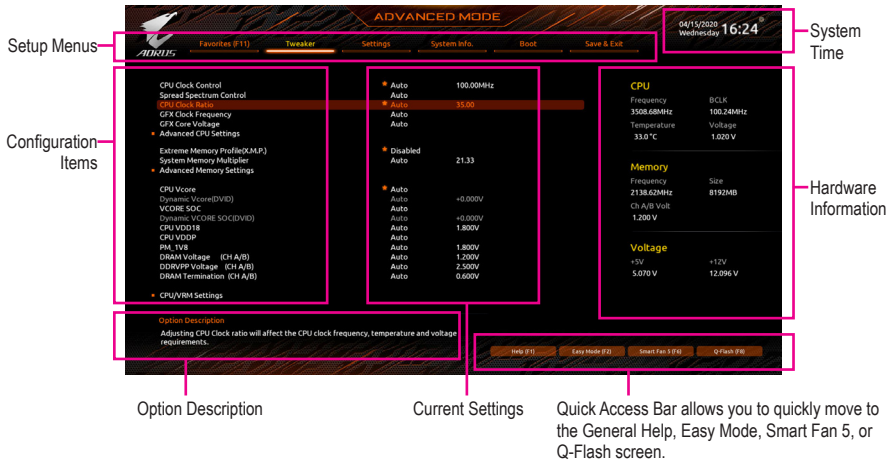 ADVANCED MODE
04/15/2020
Wednesday 16:24
System Time
Setup Menus
AORUS
Favorites (F11) Tweaker Settings System Info. Boot Save & Exit
Configuration Items
CPU Clock Control Auto 100.00MHz
Spread Spectrum Control Auto
CPU Clock Ratio Auto 35.00
GFX Clock Frequency Auto
GFX Core Voltage Auto
Advanced CPU Settings
Extreme Memory Profile(X.M.P.) Disabled
System Memory Multiplier Auto 21.33
Advanced Memory Settings
CPU Vcore Auto
Dynamic Vcore(DVID) Auto +0.000V
VCORE SOC Auto
Dynamic VCORE SOC(DVID) Auto +0.000V
CPU VDD18 Auto 1.800V
CPU VDDP Auto
PM_1V8 Auto 1.800V
DRAM Voltage (CH A/B) Auto 1.200V
DDRVPP Voltage (CH A/B) Auto 2.500V
DRAM Termination (CH A/B) Auto 0.600V
CPU/VRM Settings
CPU
Frequency BCLK
3508.68MHz 100.24MHz
Temperature Voltage
33.0 °C 1.020 V
Memory
Frequency Size
2138.62MHz 8192MB
Ch A/B Volt
1.200 V
Voltage
+5V +12V
5.070 V 12.096 V
Hardware Information
Option Description
Adjusting CPU Clock ratio will affect the CPU clock frequency, temperature and voltage
requirements.
Help (F1) Easy Mode (F2) Smart Fan 5 (F6) Q-Flash (F8)
Option Description
Current Settings
Quick Access Bar allows you to quickly move to
the General Help, Easy Mode, Smart Fan 5, or
Q-Flash screen.